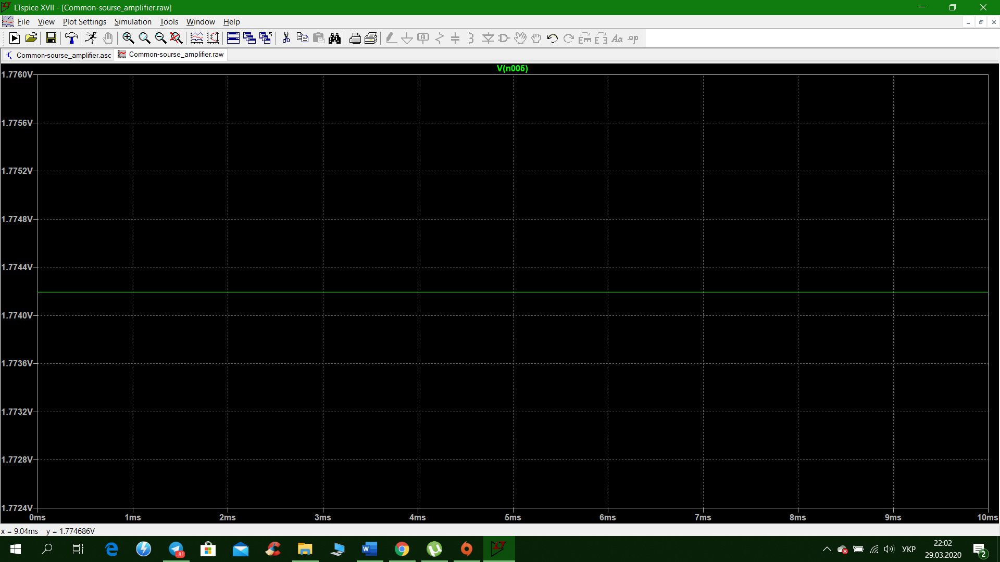 LTspice XVII - [Common-sourse_amplifier.raw]
File View Plot Settings Simulation Tools Window Help
Common-sourse_amplifier.asc Common-sourse_amplifier.raw
V(n005)
1.7760V
1.7756V
1.7752V
1.7748V
1.7744V
1.7740V
1.7736V
1.7732V
1.7728V
1.7724V
0ms 1ms 2ms 3ms 4ms 5ms 6ms 7ms 8ms 9ms 10ms
x = 9.04ms y = 1.774686V
УКР
22:02
29.03.2020
2